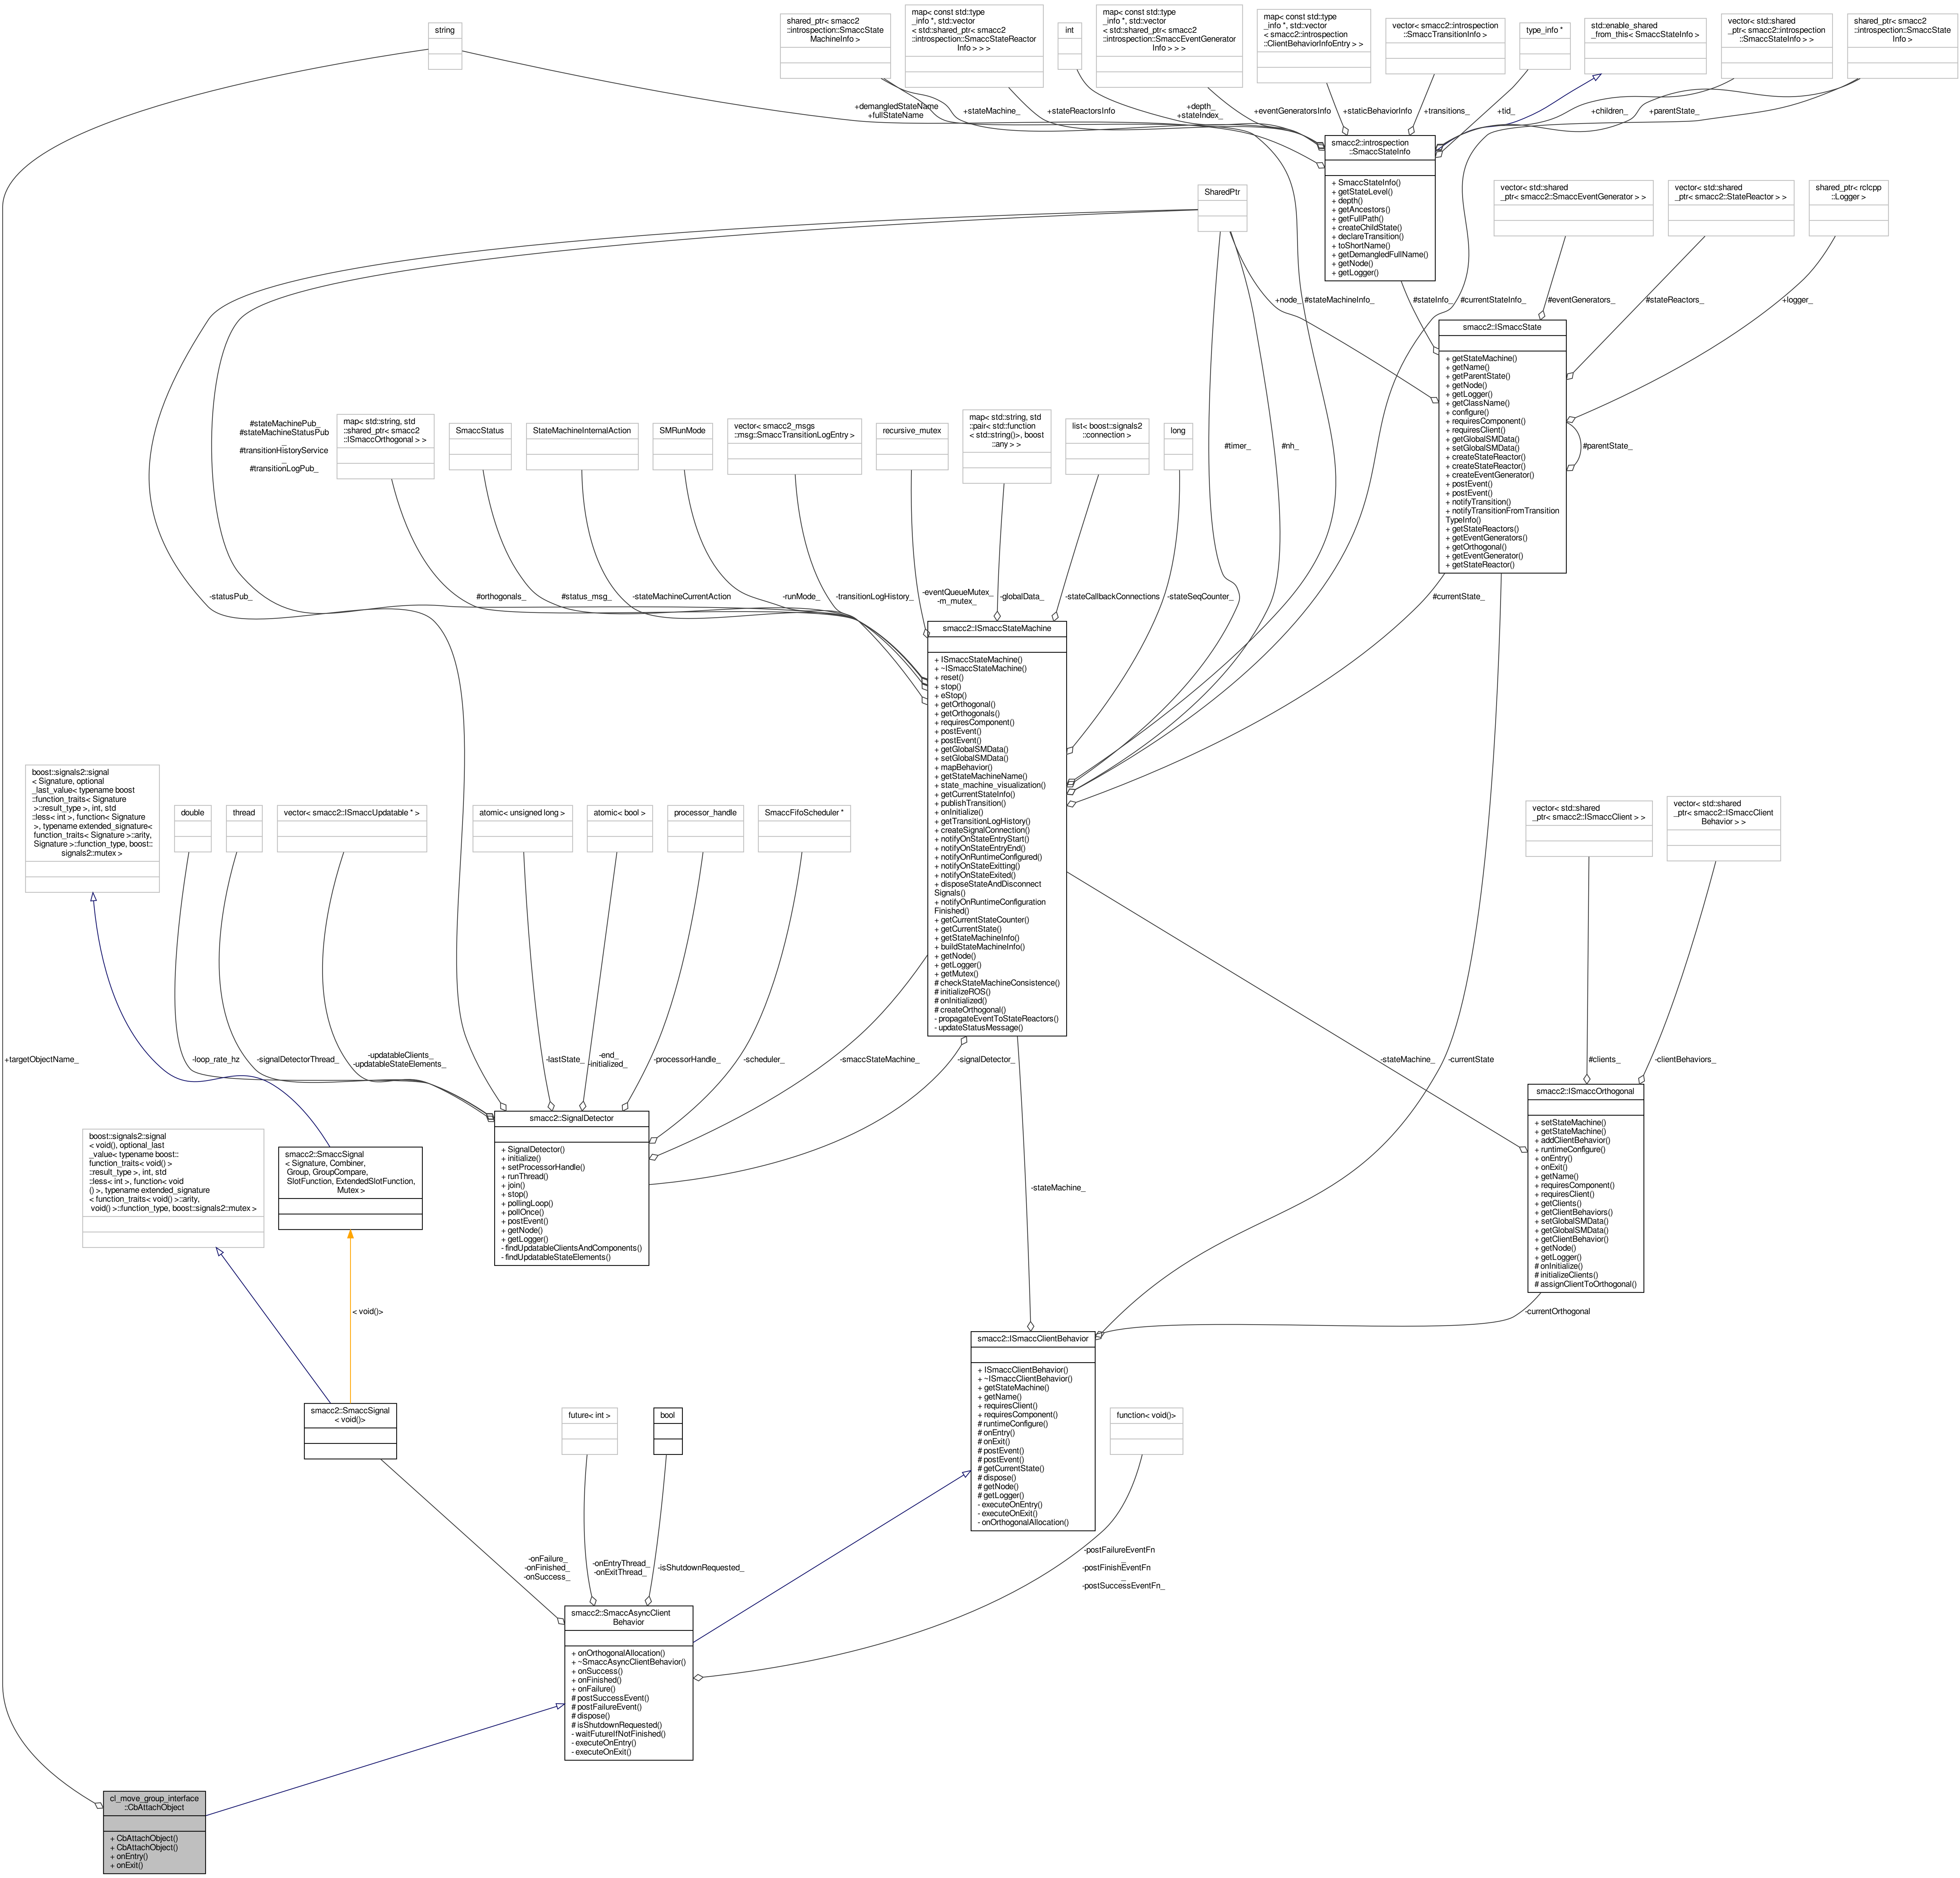 string
shared_ptr< smacc2
::introspection::SmaccState
MachineInfo >
map< const std::type
_info *, std::vector
< std::shared_ptr< smacc2
::introspection::SmaccStateReactor
Info > > >
int
map< const std::type
_info *, std::vector
< std::shared_ptr< smacc2
::introspection::SmaccEventGenerator
Info > > >
map< const std::type
_info *, std::vector
< smacc2::introspection
::ClientBehaviorInfoEntry > >
vector< smacc2::introspection
::SmaccTransitionInfo >
type_info *
std::enable_shared
_from_this< SmaccStateInfo >
vector< std::shared
_ptr< smacc2::introspection
::SmaccStateInfo > >
shared_ptr< smacc2
::introspection::SmaccState
Info >
+demangledStateName
+fullStateName
+stateMachine_
+stateReactorsInfo
+depth_
+stateIndex_
+eventGeneratorsInfo
+staticBehaviorInfo
+transitions_
+tid_
+children_
+parentState_
smacc2::introspection
::SmaccStateInfo
+ SmaccStateInfo()
+ getStateLevel()
+ depth()
+ getAncestors()
+ getFullPath()
+ createChildState()
+ declareTransition()
+ toShortName()
+ getDemangledFullName()
+ getNode()
+ getLogger()
SharedPtr
vector< std::shared
_ptr< smacc2::SmaccEventGenerator > >
vector< std::shared
_ptr< smacc2::StateReactor > >
shared_ptr< rclcpp
::Logger >
+node_
#stateMachineInfo_
#stateInfo_
#currentStateInfo_
#eventGenerators_
#stateReactors_
+logger_
smacc2::ISmaccState
+ getStateMachine()
+ getName()
+ getParentState()
+ getNode()
+ getLogger()
+ getClassName()
+ configure()
+ requiresComponent()
+ requiresClient()
+ getGlobalSMData()
+ setGlobalSMData()
+ createStateReactor()
+ createStateReactor()
+ createEventGenerator()
+ postEvent()
+ postEvent()
+ notifyTransition()
+ notifyTransitionFromTransition
TypeInfo()
+ getStateReactors()
+ getEventGenerators()
+ getOrthogonal()
+ getEventGenerator()
+ getStateReactor()
#parentState_
#stateMachinePub_
#stateMachineStatusPub
_
#transitionHistoryService
_
#transitionLogPub_
map< std::string, std
::shared_ptr< smacc2
::ISmaccOrthogonal > >
SmaccStatus
StateMachineInternalAction
SMRunMode
vector< smacc2_msgs
::msg::SmaccTransitionLogEntry >
recursive_mutex
map< std::string, std
::pair< std::function
< std::string()>, boost
::any > >
list< boost::signals2
::connection >
long
#timer_
#nh_
-statusPub_
#orthogonals_
#status_msg_
-stateMachineCurrentAction
-runMode_
-transitionLogHistory_
-eventQueueMutex_
-m_mutex_
-globalData_
-stateCallbackConnections
-stateSeqCounter_
#currentState_
smacc2::ISmaccStateMachine
+ ISmaccStateMachine()
+ ~ISmaccStateMachine()
+ reset()
+ stop()
+ eStop()
+ getOrthogonal()
+ getOrthogonals()
+ requiresComponent()
+ postEvent()
+ postEvent()
+ getGlobalSMData()
+ setGlobalSMData()
+ mapBehavior()
+ getStateMachineName()
+ state_machine_visualization()
+ getCurrentStateInfo()
+ publishTransition()
+ onInitialize()
+ getTransitionLogHistory()
+ createSignalConnection()
+ notifyOnStateEntryStart()
+ notifyOnStateEntryEnd()
+ notifyOnRuntimeConfigured()
+ notifyOnStateExitting()
+ notifyOnStateExited()
+ disposeStateAndDisconnect
Signals()
+ notifyOnRuntimeConfiguration
Finished()
+ getCurrentStateCounter()
+ getCurrentState()
+ getStateMachineInfo()
+ buildStateMachineInfo()
+ getNode()
+ getLogger()
+ getMutex()
# checkStateMachineConsistence()
# initializeROS()
# onInitialized()
# createOrthogonal()
- propagateEventToStateReactors()
- updateStatusMessage()
boost::signals2::signal
< Signature, optional
_last_value< typename boost
::function_traits< Signature
>::result_type >, int, std
::less< int >, function< Signature
>, typename extended_signature<
function_traits< Signature >::arity,
Signature >::function_type, boost::
signals2::mutex >
double
thread
vector< smacc2::ISmaccUpdatable * >
atomic< unsigned long >
atomic< bool >
processor_handle
SmaccFifoScheduler *
vector< std::shared
_ptr< smacc2::ISmaccClient > >
vector< std::shared
_ptr< smacc2::ISmaccClient
Behavior > >
+targetObjectName_
-loop_rate_hz
-signalDetectorThread_
-updatableClients_
-updatableStateElements_
-lastState_
-end_
-initialized_
-processorHandle_
-scheduler_
-smaccStateMachine_
-signalDetector_
-stateMachine_
-currentState
#clients_
-clientBehaviors_
smacc2::ISmaccOrthogonal
+ setStateMachine()
+ getStateMachine()
+ addClientBehavior()
+ runtimeConfigure()
+ onEntry()
+ onExit()
+ getName()
+ requiresComponent()
+ requiresClient()
+ getClients()
+ getClientBehaviors()
+ setGlobalSMData()
+ getGlobalSMData()
+ getClientBehavior()
+ getNode()
+ getLogger()
# onInitialize()
# initializeClients()
# assignClientToOrthogonal()
smacc2::SignalDetector
+ SignalDetector()
+ initialize()
+ setProcessorHandle()
+ runThread()
+ join()
+ stop()
+ pollingLoop()
+ pollOnce()
+ postEvent()
+ getNode()
+ getLogger()
- findUpdatableClientsAndComponents()
- findUpdatableStateElements()
boost::signals2::signal
< void(), optional_last
_value< typename boost::
function_traits< void() >
::result_type >, int, std
::less< int >, function< void
() >, typename extended_signature
< function_traits< void() >::arity,
void() >::function_type, boost::signals2::mutex >
smacc2::SmaccSignal
< Signature, Combiner,
Group, GroupCompare,
SlotFunction, ExtendedSlotFunction,
Mutex >
-stateMachine_
< void()>
-currentOrthogonal
smacc2::ISmaccClientBehavior
+ ISmaccClientBehavior()
+ ~ISmaccClientBehavior()
+ getStateMachine()
+ getName()
+ requiresClient()
+ requiresComponent()
# runtimeConfigure()
# onEntry()
# onExit()
# postEvent()
# postEvent()
# getCurrentState()
# dispose()
# getNode()
# getLogger()
- executeOnEntry()
- executeOnExit()
- onOrthogonalAllocation()
smacc2::SmaccSignal
< void()>
future< int >
bool
function< void()>
-onFailure_
-onFinished_
-onSuccess_
-onEntryThread_
-onExitThread_
-isShutdownRequested_
-postFailureEventFn
_
-postFinishEventFn
_
-postSuccessEventFn_
smacc2::SmaccAsyncClient
Behavior
+ onOrthogonalAllocation()
+ ~SmaccAsyncClientBehavior()
+ onSuccess()
+ onFinished()
+ onFailure()
# postSuccessEvent()
# postFailureEvent()
# dispose()
# isShutdownRequested()
- waitFutureIfNotFinished()
- executeOnEntry()
- executeOnExit()
cl_move_group_interface
::CbAttachObject
+ CbAttachObject()
+ CbAttachObject()
+ onEntry()
+ onExit()